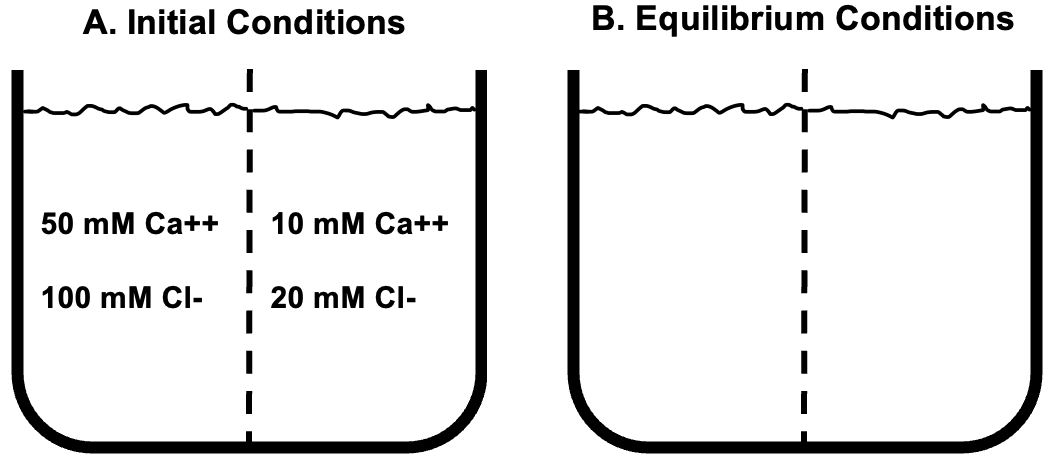 A. Initial Conditions
B. Equilibrium Conditions
50 mM Ca++
10 mM Ca++
100 mM Cl-
20 mM Cl-